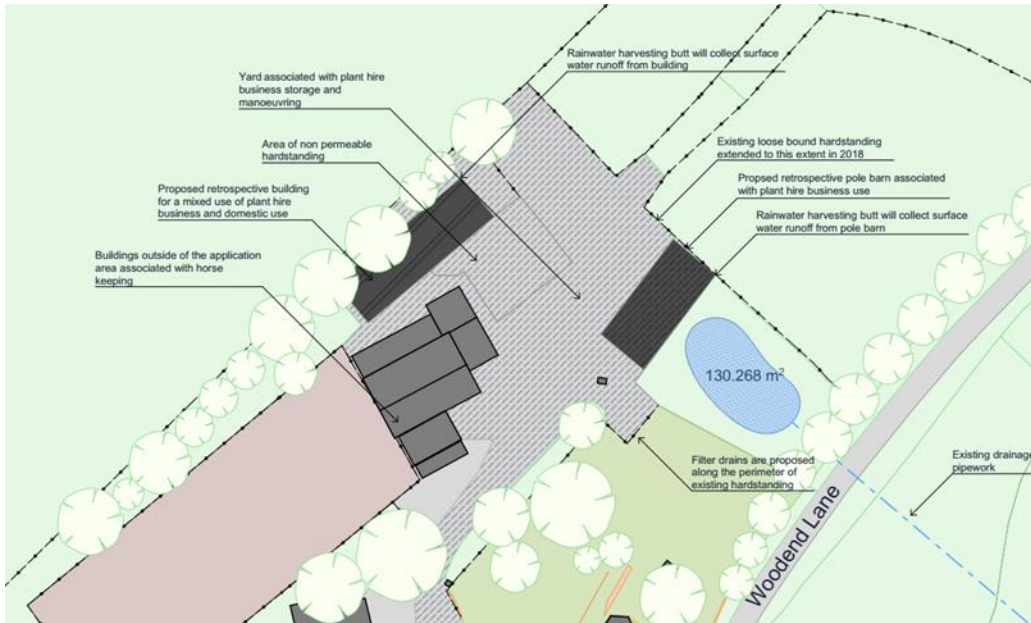 Rainwater harvesting butt will collect surface
water runoff from building
Yard associated with plant hire
business storage and
manoeuvring
Area of non permeable
hardstanding
Existing loose bound hardstanding
extended to this extent in 2018
Propsed retrospective pole barn associated
with plant hire business use
Proposed retrospective building
for a mixed use of plant hire
business and domestic use
Rainwater harvesting butt will collect surface
water runoff from pole barn
Buildings outside of the application
area associated with horse
keeping
130.268 m²
Filter drains are proposed
along the perimeter of
existing hardstanding
Existing drainage
pipework
Woodend Lane